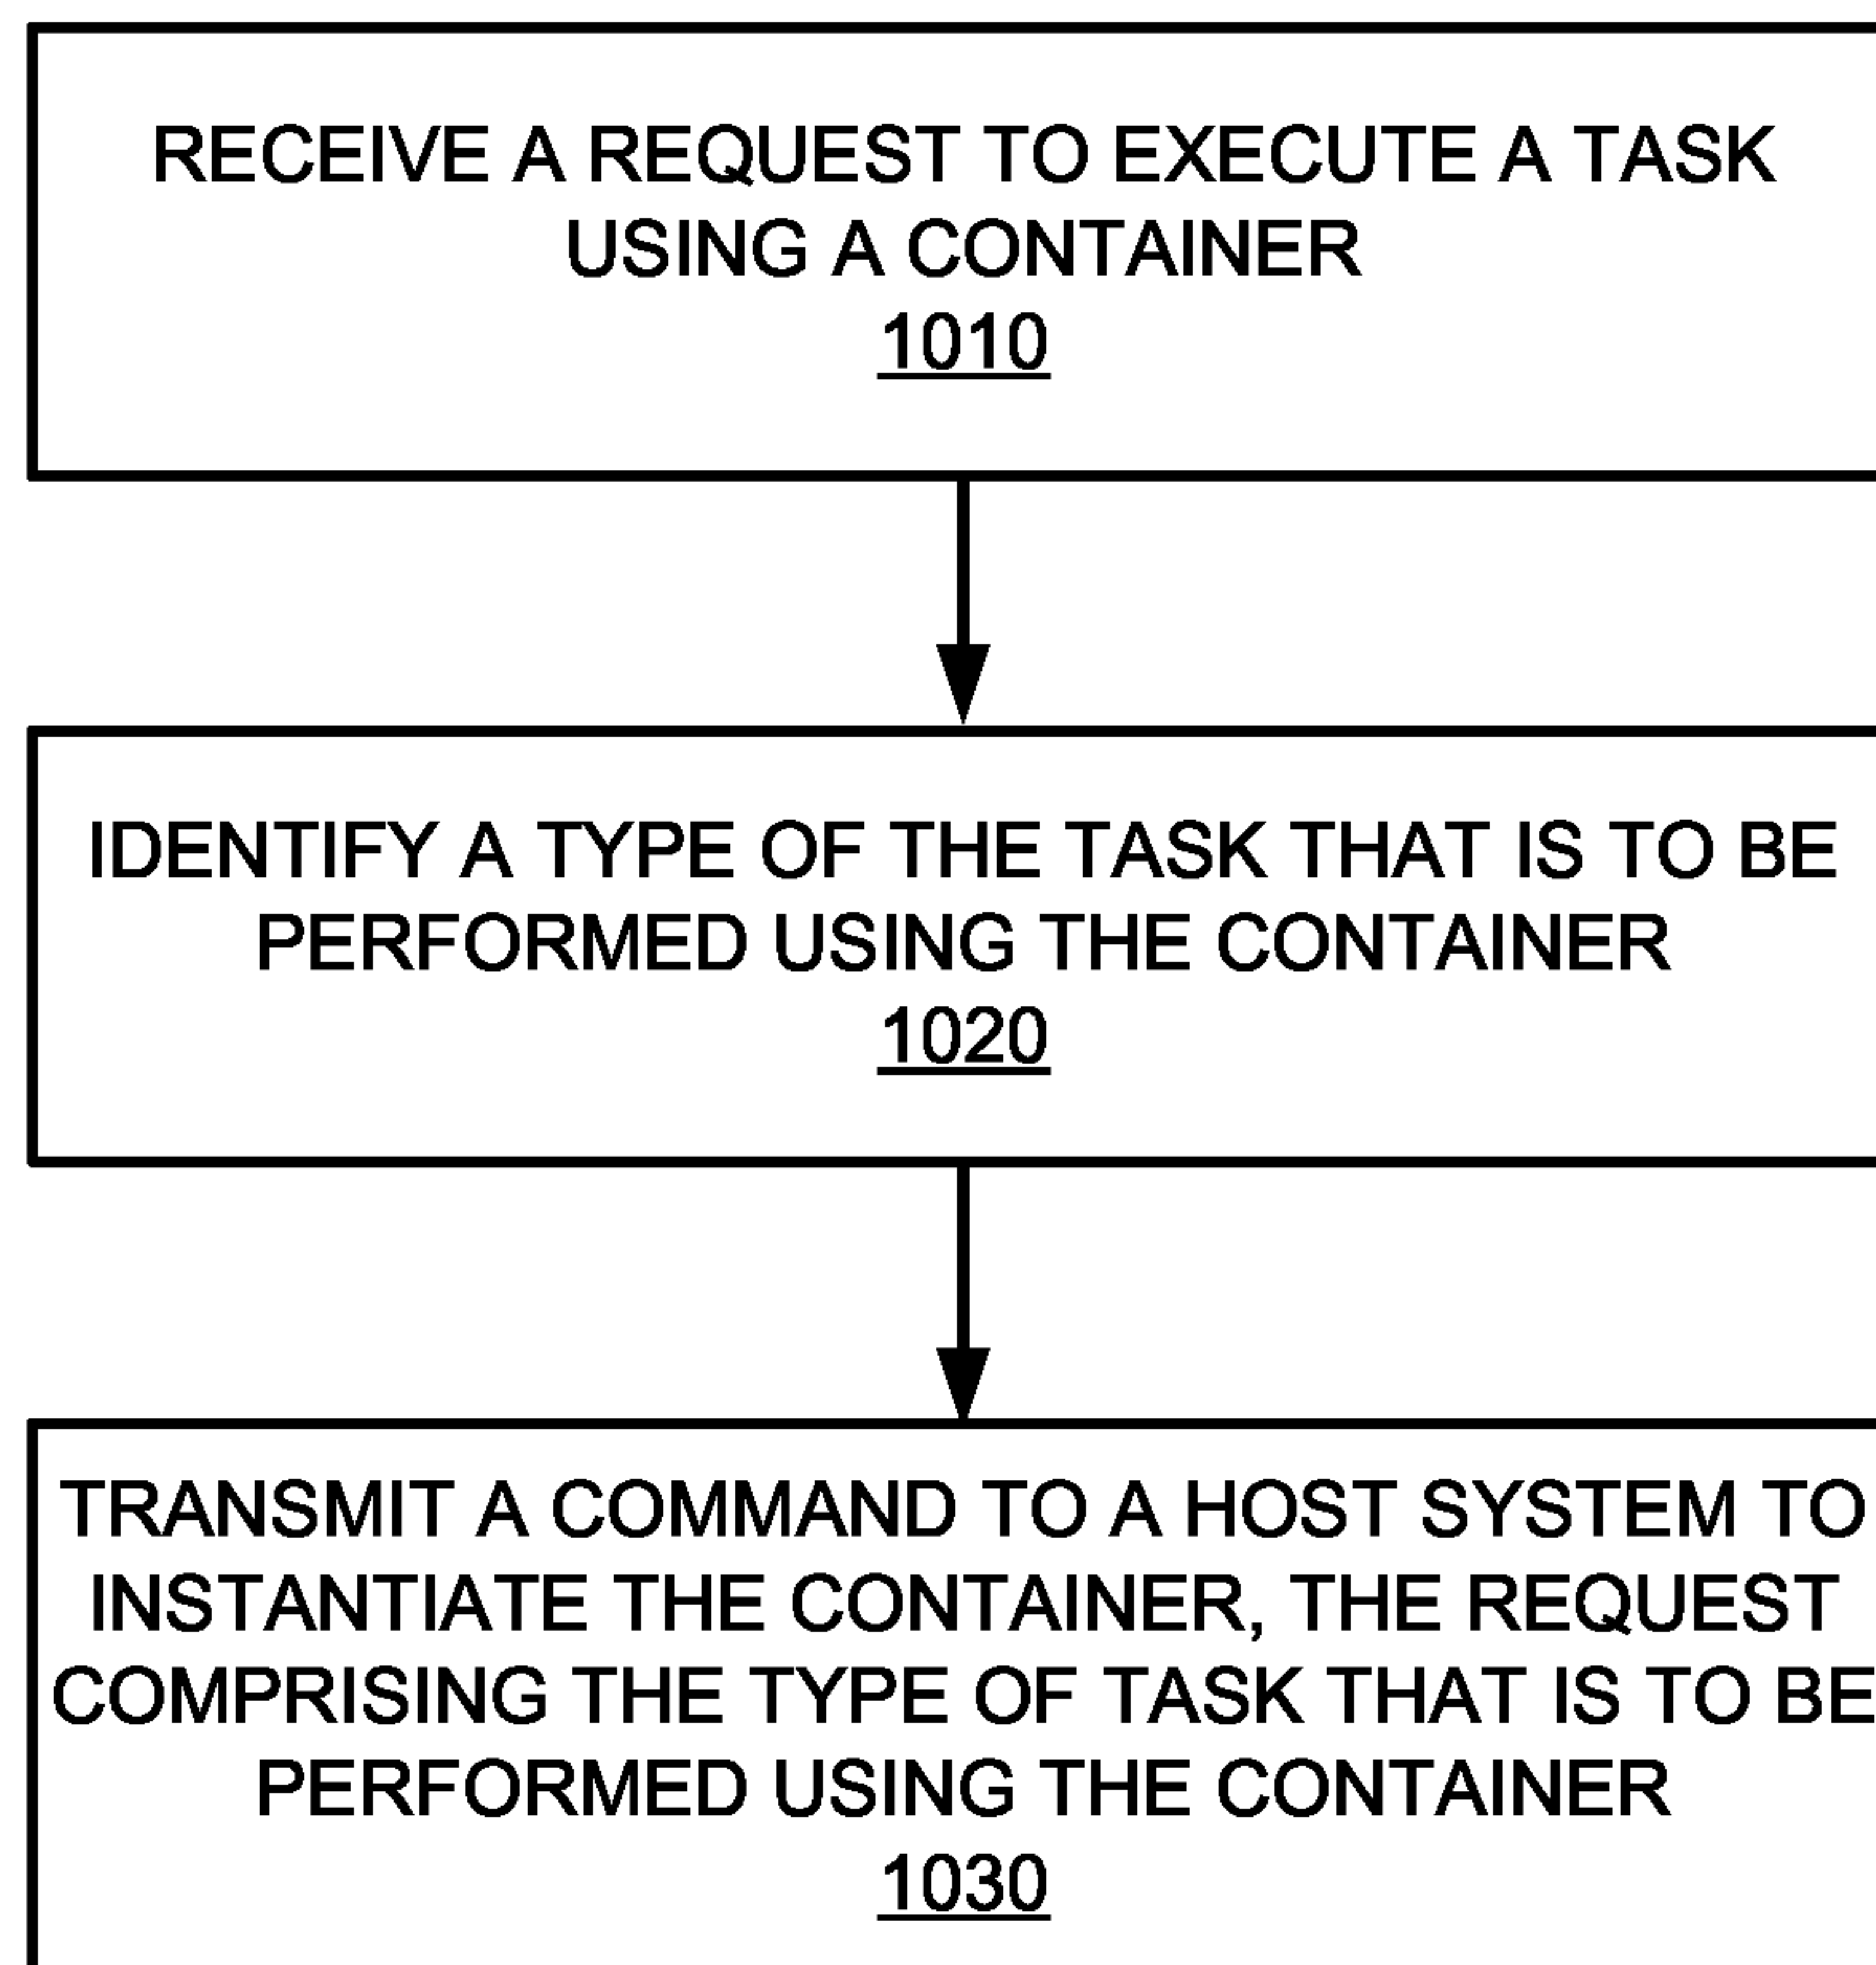 RECEIVE A REQUEST TO EXECUTE A TASK
USING A CONTAINER
1010
IDENTIFY A TYPE OF THE TASK THAT IS TO BE
PERFORMED USING THE CONTAINER
1020
TRANSMIT A COMMAND TO A HOST SYSTEM TO
INSTANTIATE THE CONTAINER, THE REQUEST
COMPRISING THE TYPE OF TASK THAT IS TO BE
PERFORMED USING THE CONTAINER
1030